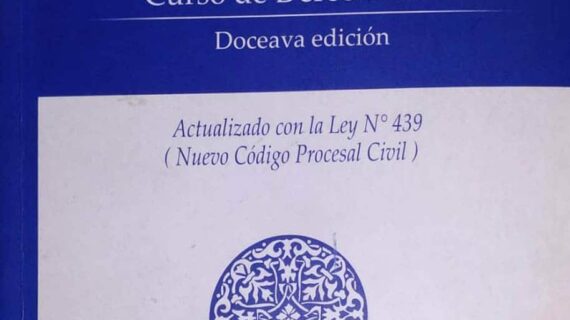 Curso de
Doceava edición
Actualizado con la Ley N° 439
( Nuevo Código Procesal Civil )